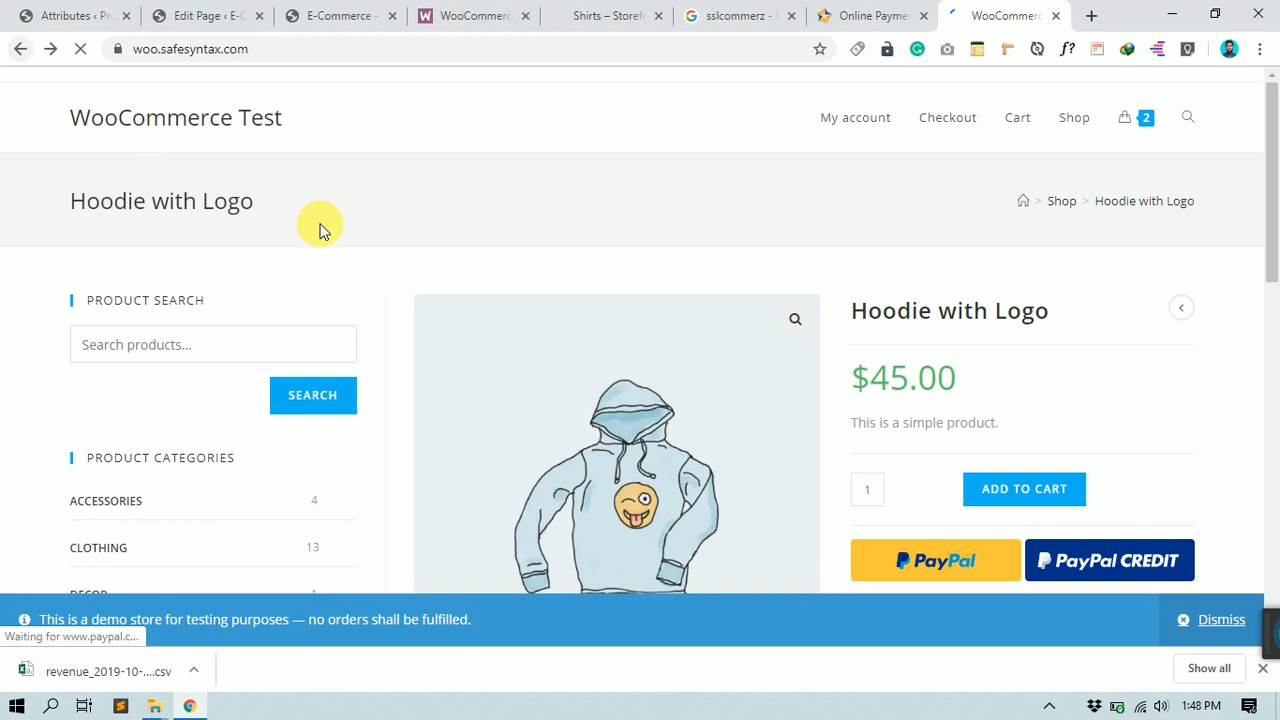 Attributes ‹ Pro
Edit Page ‹ E-C
E-Commerce –
WooCommerc
Shirts – Storef
sslcommerz - G
Online Payme
WooCommerc
woo.safesyntax.com
WooCommerce Test
My account
Checkout
Cart
Shop
2
Hoodie with Logo
> Shop > Hoodie with Logo
PRODUCT SEARCH
Search products…
SEARCH
PRODUCT CATEGORIES
ACCESSORIES 4
CLOTHING 13
DECOR 1
Hoodie with Logo
$45.00
This is a simple product.
1
ADD TO CART
PayPal
PayPal CREDIT
This is a demo store for testing purposes — no orders shall be fulfilled.
Dismiss
Waiting for www.paypal.c...
revenue_2019-10-....csv
Show all
1:48 PM